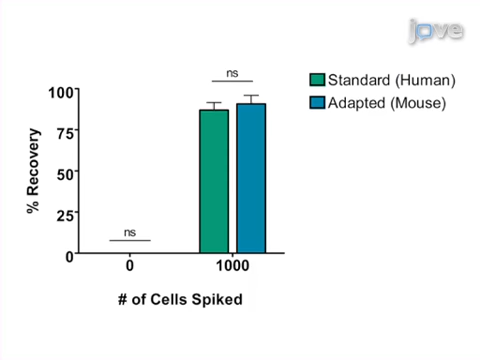 jove
ns
Standard (Human)
Adapted (Mouse)
100
75
50
25
0
% Recovery
ns
0
1000
# of Cells Spiked